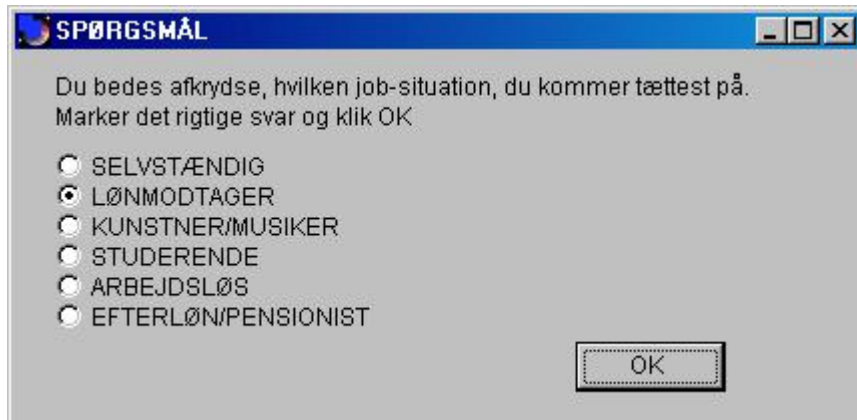 SPØRGSMÅL
Du bedes afkrydse, hvilken job-situation, du kommer tættest på.
Marker det rigtige svar og klik OK
SELVSTÆNDIG
LØNMODTAGER
KUNSTNER/MUSIKER
STUDERENDE
ARBEJDSLØS
EFTERLØN/PENSIONIST
OK